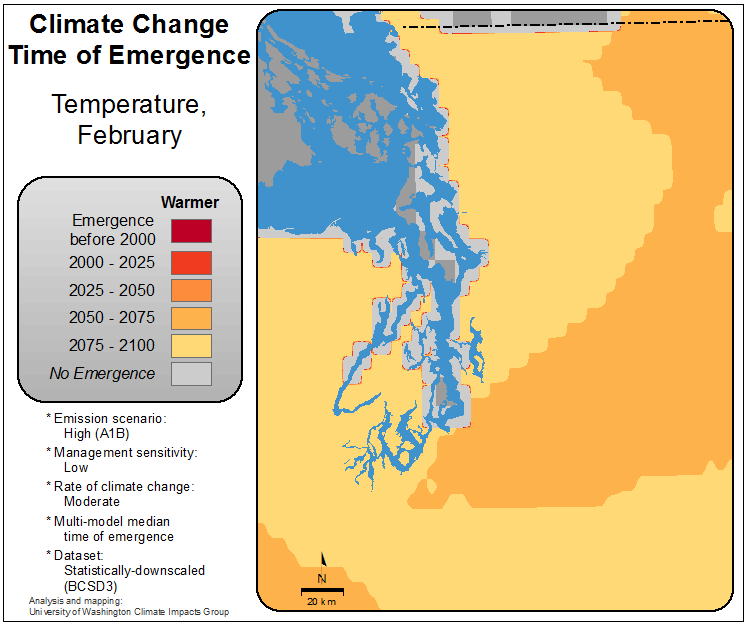 Climate Change
Time of Emergence
Temperature,
February
Warmer
Emergence
before 2000
2000 - 2025
2025 - 2050
2050 - 2075
2075 - 2100
No Emergence
* Emission scenario:
High (A1B)
* Management sensitivity:
Low
* Rate of climate change:
Moderate
* Multi-model median
time of emergence
* Dataset:
Statistically-downscaled
(BCSD3)
Analysis and mapping:
University of Washington Climate Impacts Group
N
20 km